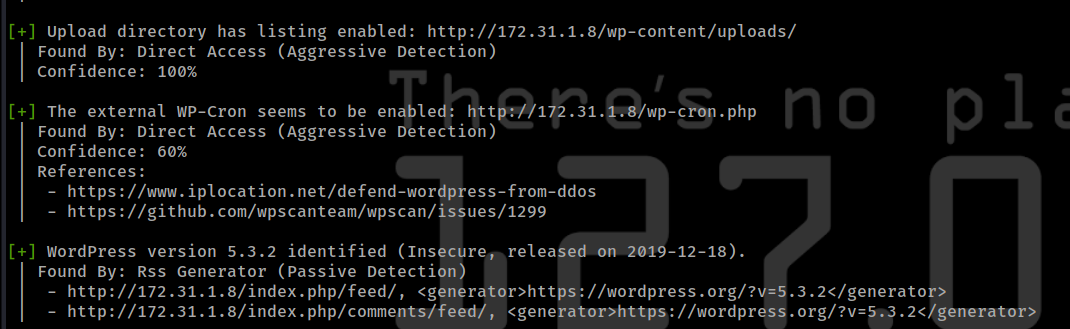 [+] Upload directory has listing enabled: http://172.31.1.8/wp-content/uploads/
| Found By: Direct Access (Aggressive Detection)
| Confidence: 100%
[+] The external WP-Cron seems to be enabled: http://172.31.1.8/wp-cron.php
| Found By: Direct Access (Aggressive Detection)
| Confidence: 60%
| References:
|  - https://www.iplocation.net/defend-wordpress-from-ddos
|  - https://github.com/wpscanteam/wpscan/issues/1299
[+] WordPress version 5.3.2 identified (Insecure, released on 2019-12-18).
| Found By: Rss Generator (Passive Detection)
|  - http://172.31.1.8/index.php/feed/, <generator>https://wordpress.org/?v=5.3.2</generator>
|  - http://172.31.1.8/index.php/comments/feed/, <generator>https://wordpress.org/?v=5.3.2</generator>
There's no pla
127.0